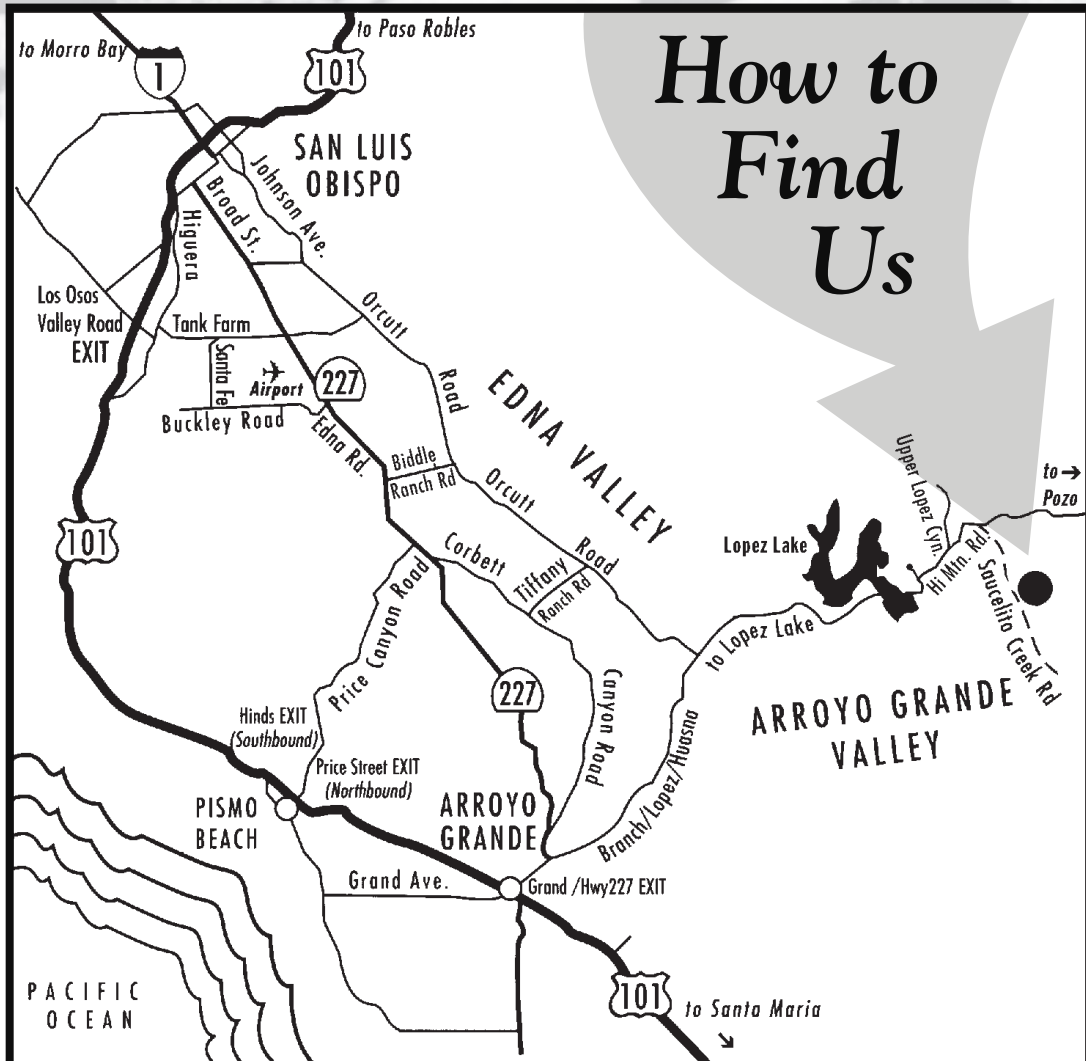 to Morro Bay
1
101
to Paso Robles
How to
Find
Us
SAN LUIS
OBISPO
Johnson Ave.
Broad St.
Higuera
Los Osos
Valley Road
EXIT
Tank Farm
Orcutt
Road
Santa Fe
Airport
227
Buckley Road
Edna Rd.
EDNA VALLEY
Biddle
Ranch Rd
Orcutt
Road
Upper Lopez Cyn.
to →
Pozo
101
Lopez Lake
Corbett
Tiffany
Ranch Rd
Hi Mtn. Rd.
Saucelito Creek Rd
Price Canyon Road
to Lopez Lake
227
Canyon Road
ARROYO GRANDE
VALLEY
Hinds EXIT
(Southbound)
Price Street EXIT
(Northbound)
Branch/Lopez/Huasna
PISMO
BEACH
ARROYO
GRANDE
Grand Ave.
Grand /Hwy227 EXIT
PACIFIC
OCEAN
101
to Santa Maria